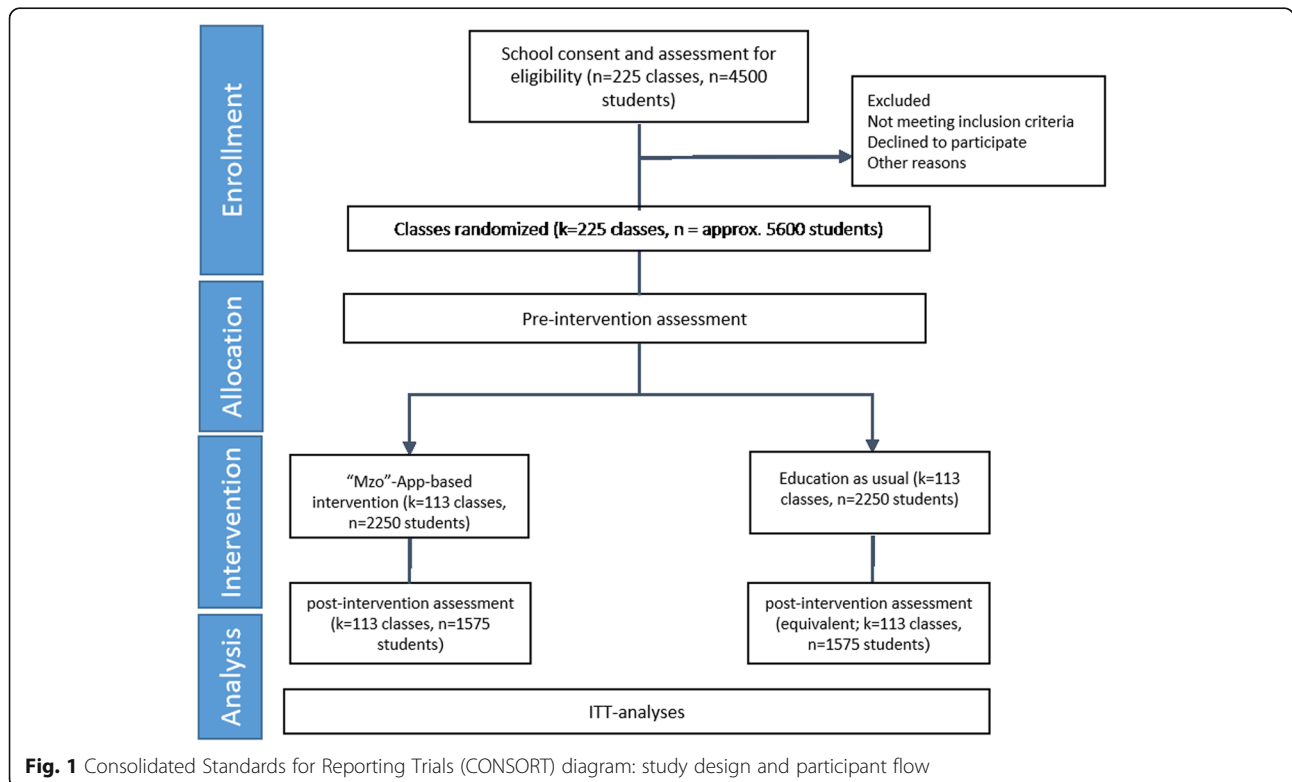 Enrollment
School consent and assessment for
eligibility (n=225 classes, n=4500
students)
Excluded
Not meeting inclusion criteria
Declined to participate
Other reasons
Classes randomized (k=225 classes, n = approx. 5600 students)
Allocation
Pre-intervention assessment
Intervention
“Mzo”-App-based
intervention (k=113 classes,
n=2250 students)
Education as usual (k=113
classes, n=2250 students)
post-intervention assessment
(k=113 classes, n=1575
students)
post-intervention assessment
(equivalent; k=113 classes,
n=1575 students)
Analysis
ITT-analyses
Fig. 1 Consolidated Standards for Reporting Trials (CONSORT) diagram: study design and participant flow